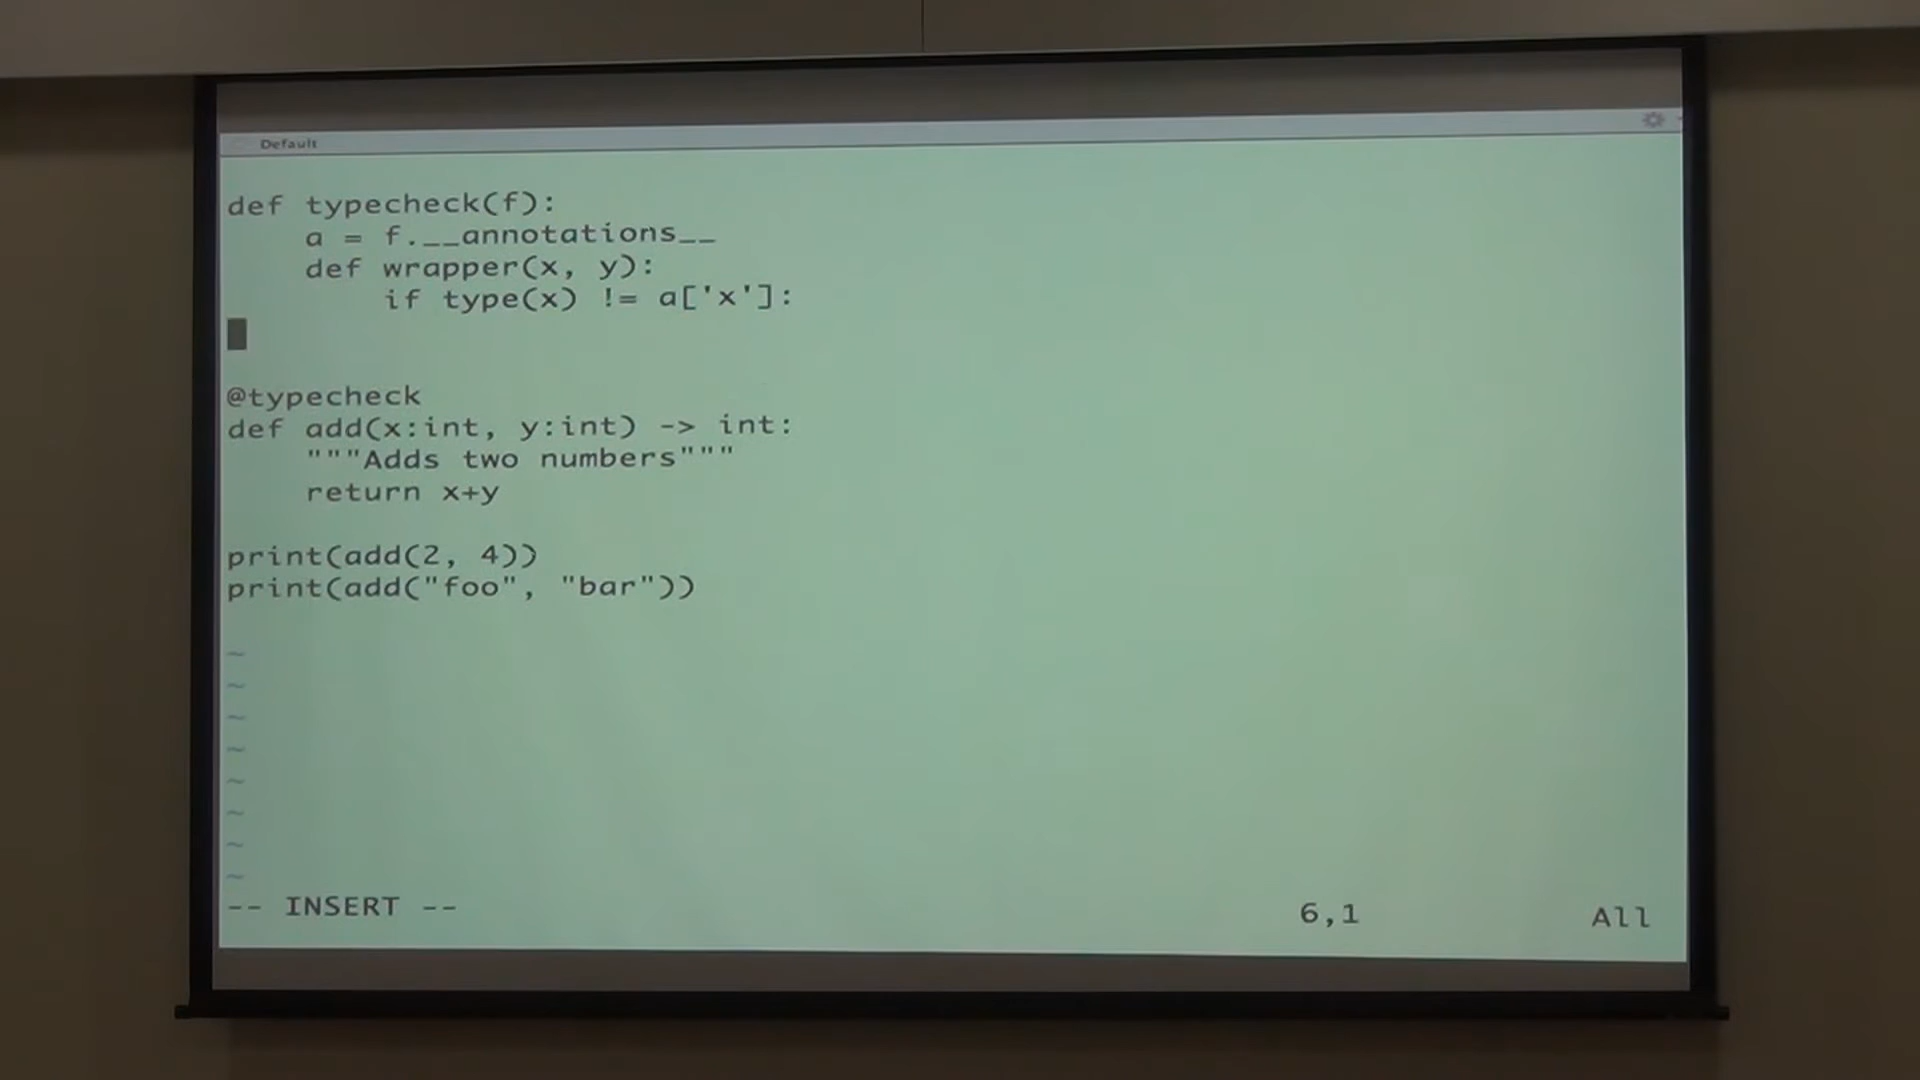 Default
def typecheck(f):
    a = f.__annotations__
    def wrapper(x, y):
        if type(x) != a['x']:
@typecheck
def add(x:int, y:int) -> int:
    """Adds two numbers"""
    return x+y
print(add(2, 4))
print(add("foo", "bar"))
~
~
~
~
~
~
~
~
-- INSERT -- 6,1 All